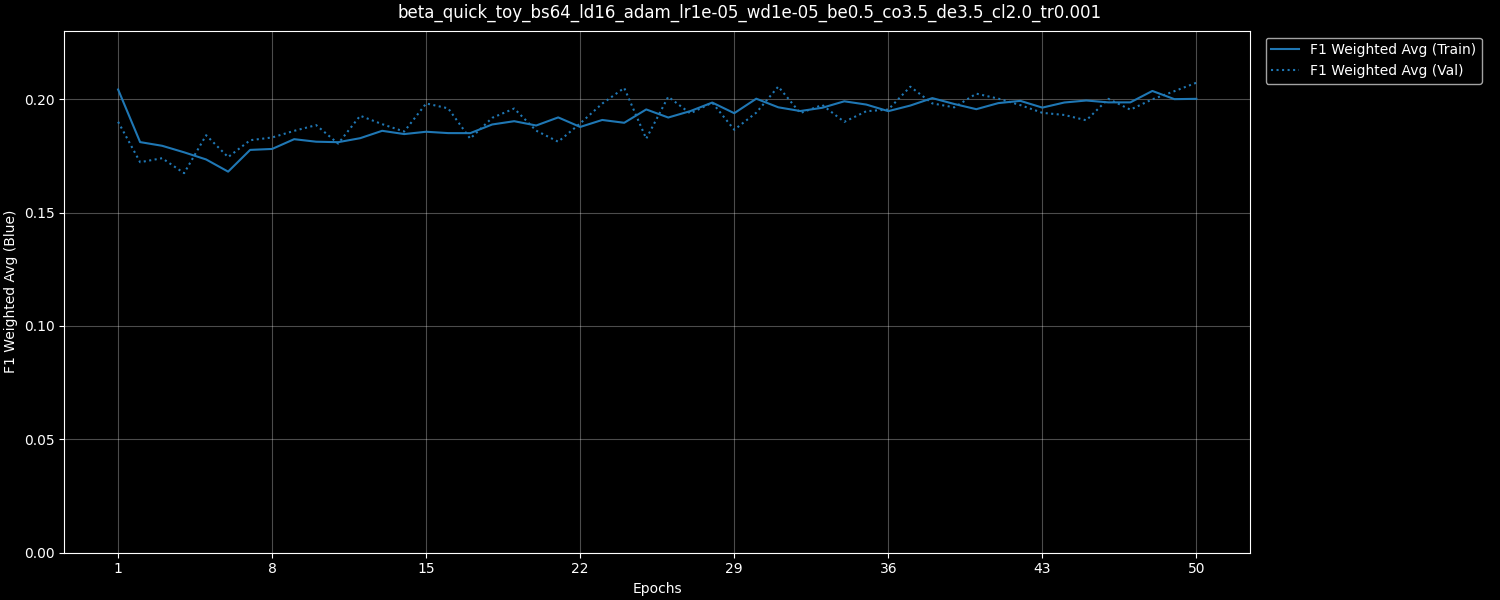 beta_quick_toy_bs64_ld16_adam_lr1e-05_wd1e-05_be0.5_co3.5_de3.5_cl2.0_tr0.001
F1 Weighted Avg (Train)
F1 Weighted Avg (Val)
F1 Weighted Avg (Blue)
0.20
0.15
0.10
0.05
0.00
1 8 15 22 29 36 43 50
Epochs